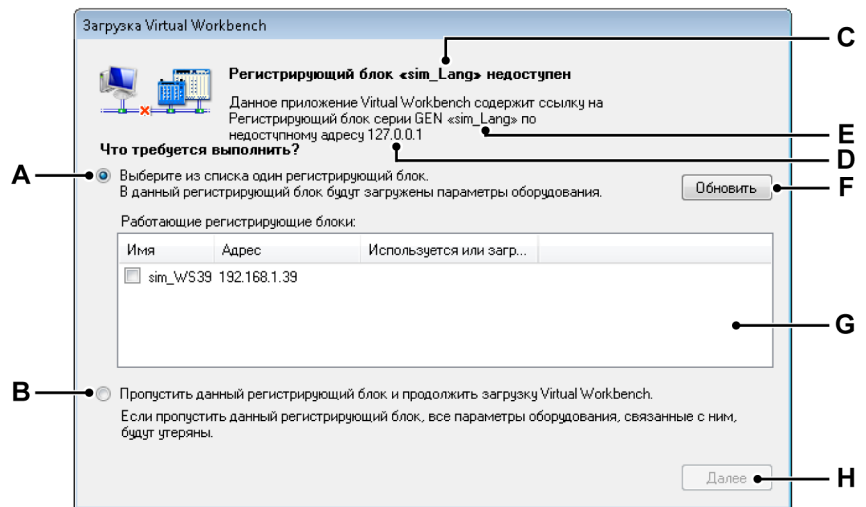 Загрузка Virtual Workbench
C
Регистрирующий блок «sim_Lang» недоступен
Данное приложение Virtual Workbench содержит ссылку на
Регистрирующий блок серии GEN «sim_Lang» по
E
недоступному адресу 127.0.0.1
D
Что требуется выполнить?
A
Выберите из списка один регистрирующий блок.
В данный регистрирующий блок будут загружены параметры оборудования.
Обновить
F
Работающие регистрирующие блоки:
Имя Адрес Используется или загр...
sim_WS39 192.168.1.39
G
B
Пропустить данный регистрирующий блок и продолжить загрузку Virtual Workbench.
Если пропустить данный регистрирующий блок, все параметры оборудования, связанные с ним,
будут утеряны.
Далее
H